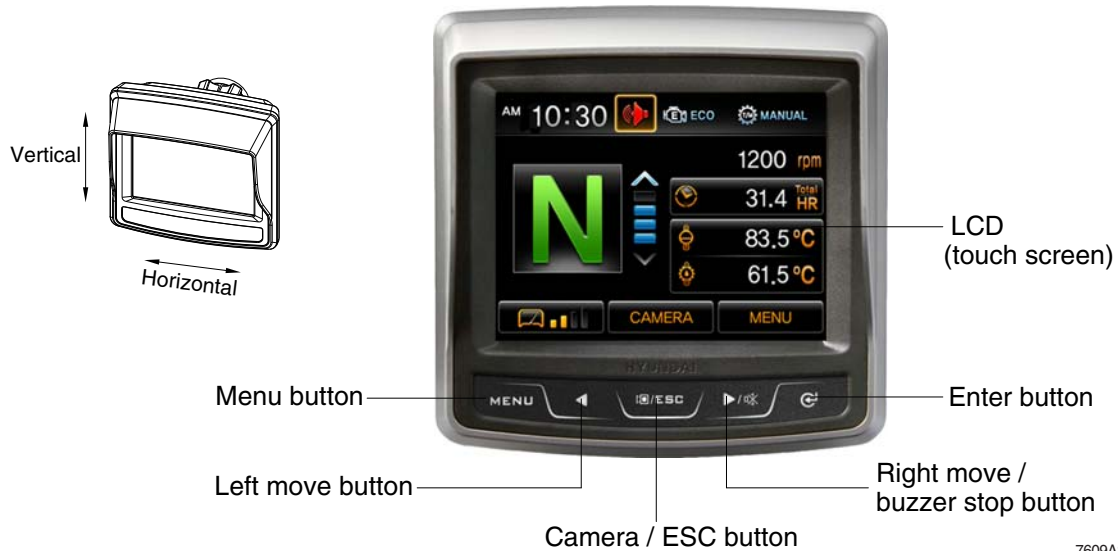 Vertical
Horizontal
AM 10:30 E ECO T/M MANUAL
1200 rpm
N
31.4 Total HR
83.5 °C
61.5 °C
CAMERA MENU
HYUNDAI
MENU /ESC /
LCD
(touch screen)
Menu button
Enter button
Left move button
Right move /
buzzer stop button
Camera / ESC button
7609A